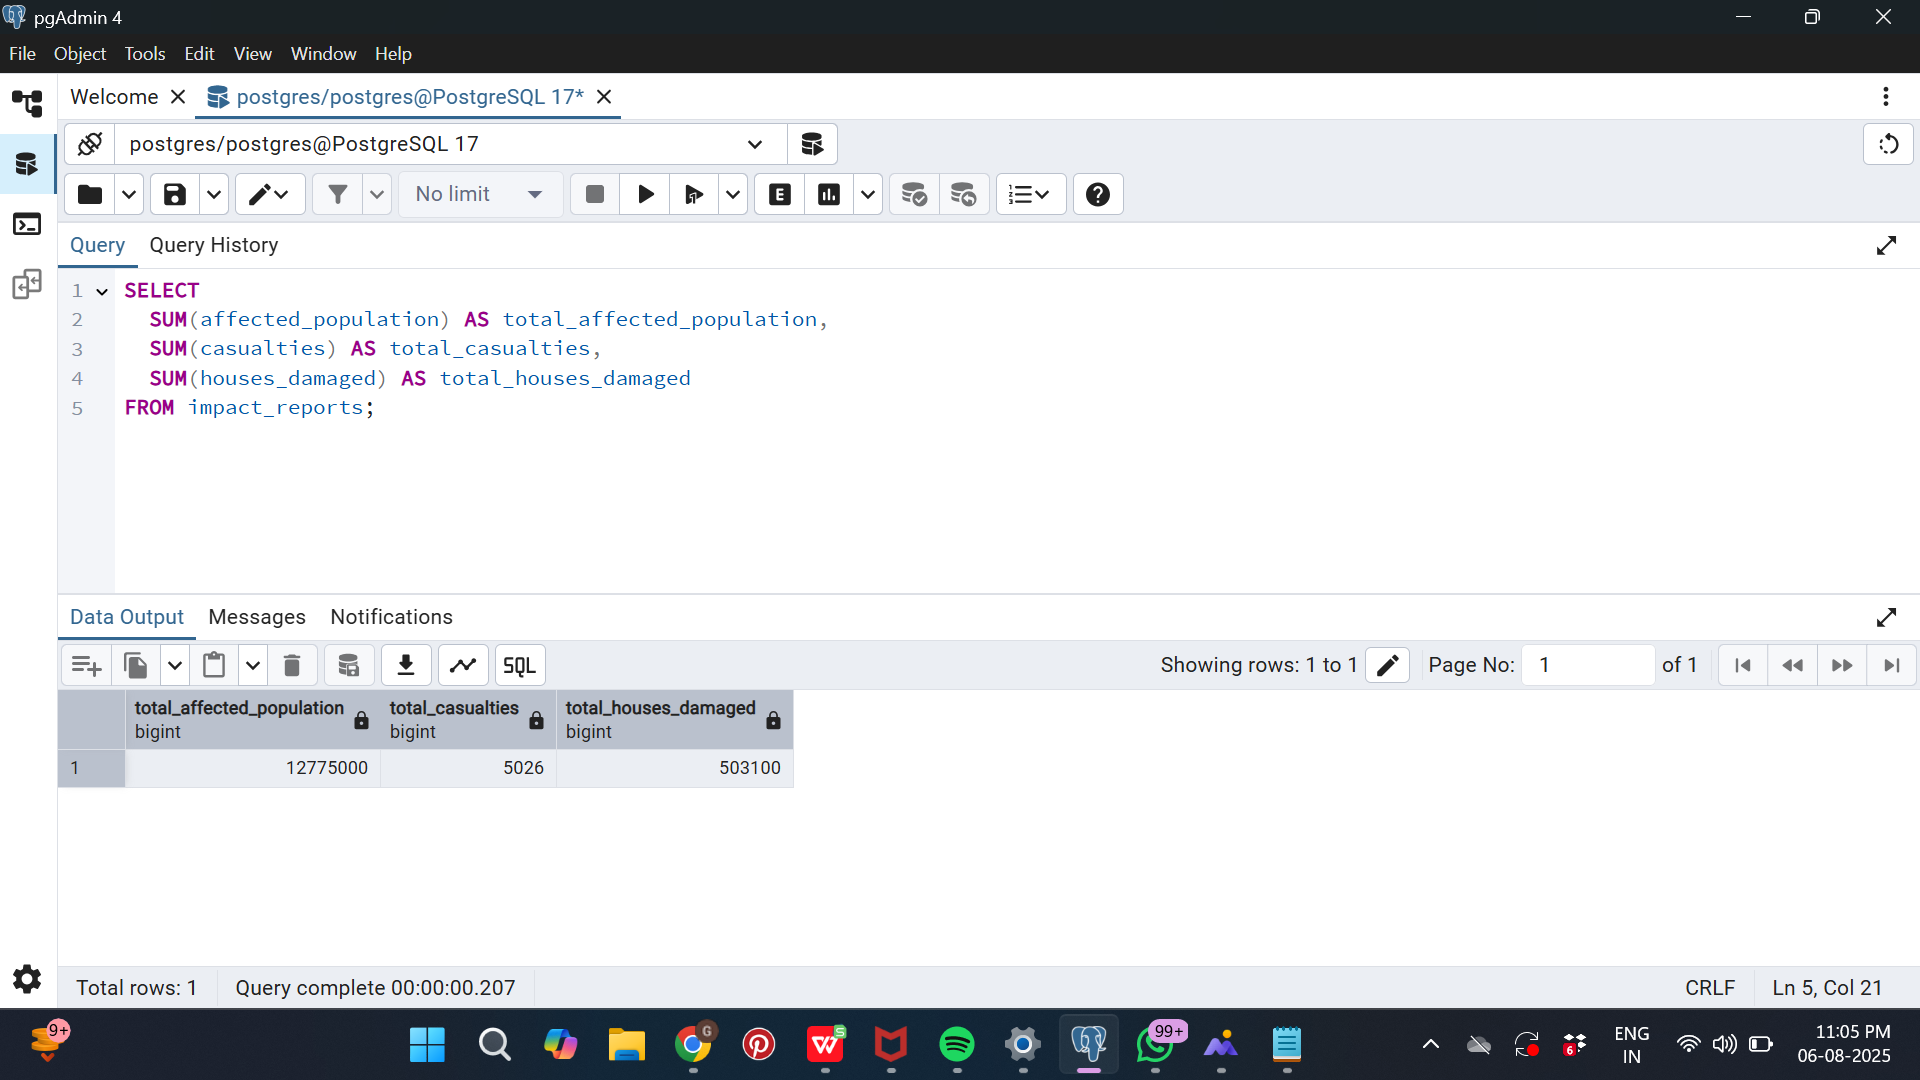 pgAdmin 4
File Object Tools Edit View Window Help
Welcome postgres/postgres@PostgreSQL 17*
postgres/postgres@PostgreSQL 17
No limit
E
Query Query History
1 SELECT
2 SUM(affected_population) AS total_affected_population,
3 SUM(casualties) AS total_casualties,
4 SUM(houses_damaged) AS total_houses_damaged
5 FROM impact_reports;
Data Output Messages Notifications
SQL Showing rows: 1 to 1 Page No: 1 of 1
total_affected_population total_casualties total_houses_damaged
bigint bigint bigint
1 12775000 5026 503100
Total rows: 1 Query complete 00:00:00.207 CRLF Ln 5, Col 21
9+ G W S 99+ 6 ENG 11:05 PM
IN 06-08-2025